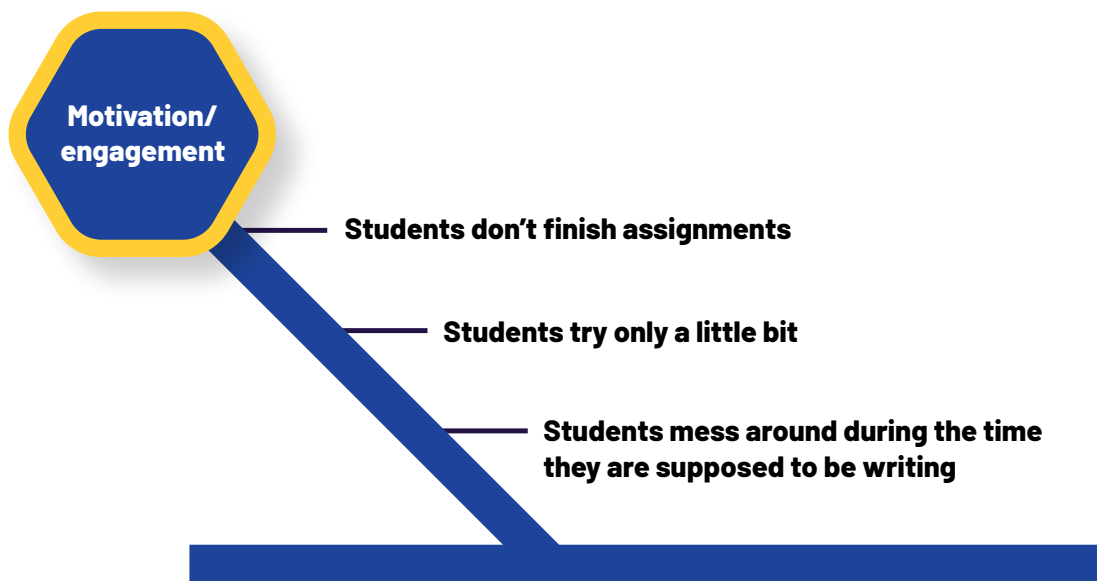 Motivation/
engagement
Students don’t finish assignments
Students try only a little bit
Students mess around during the time
they are supposed to be writing